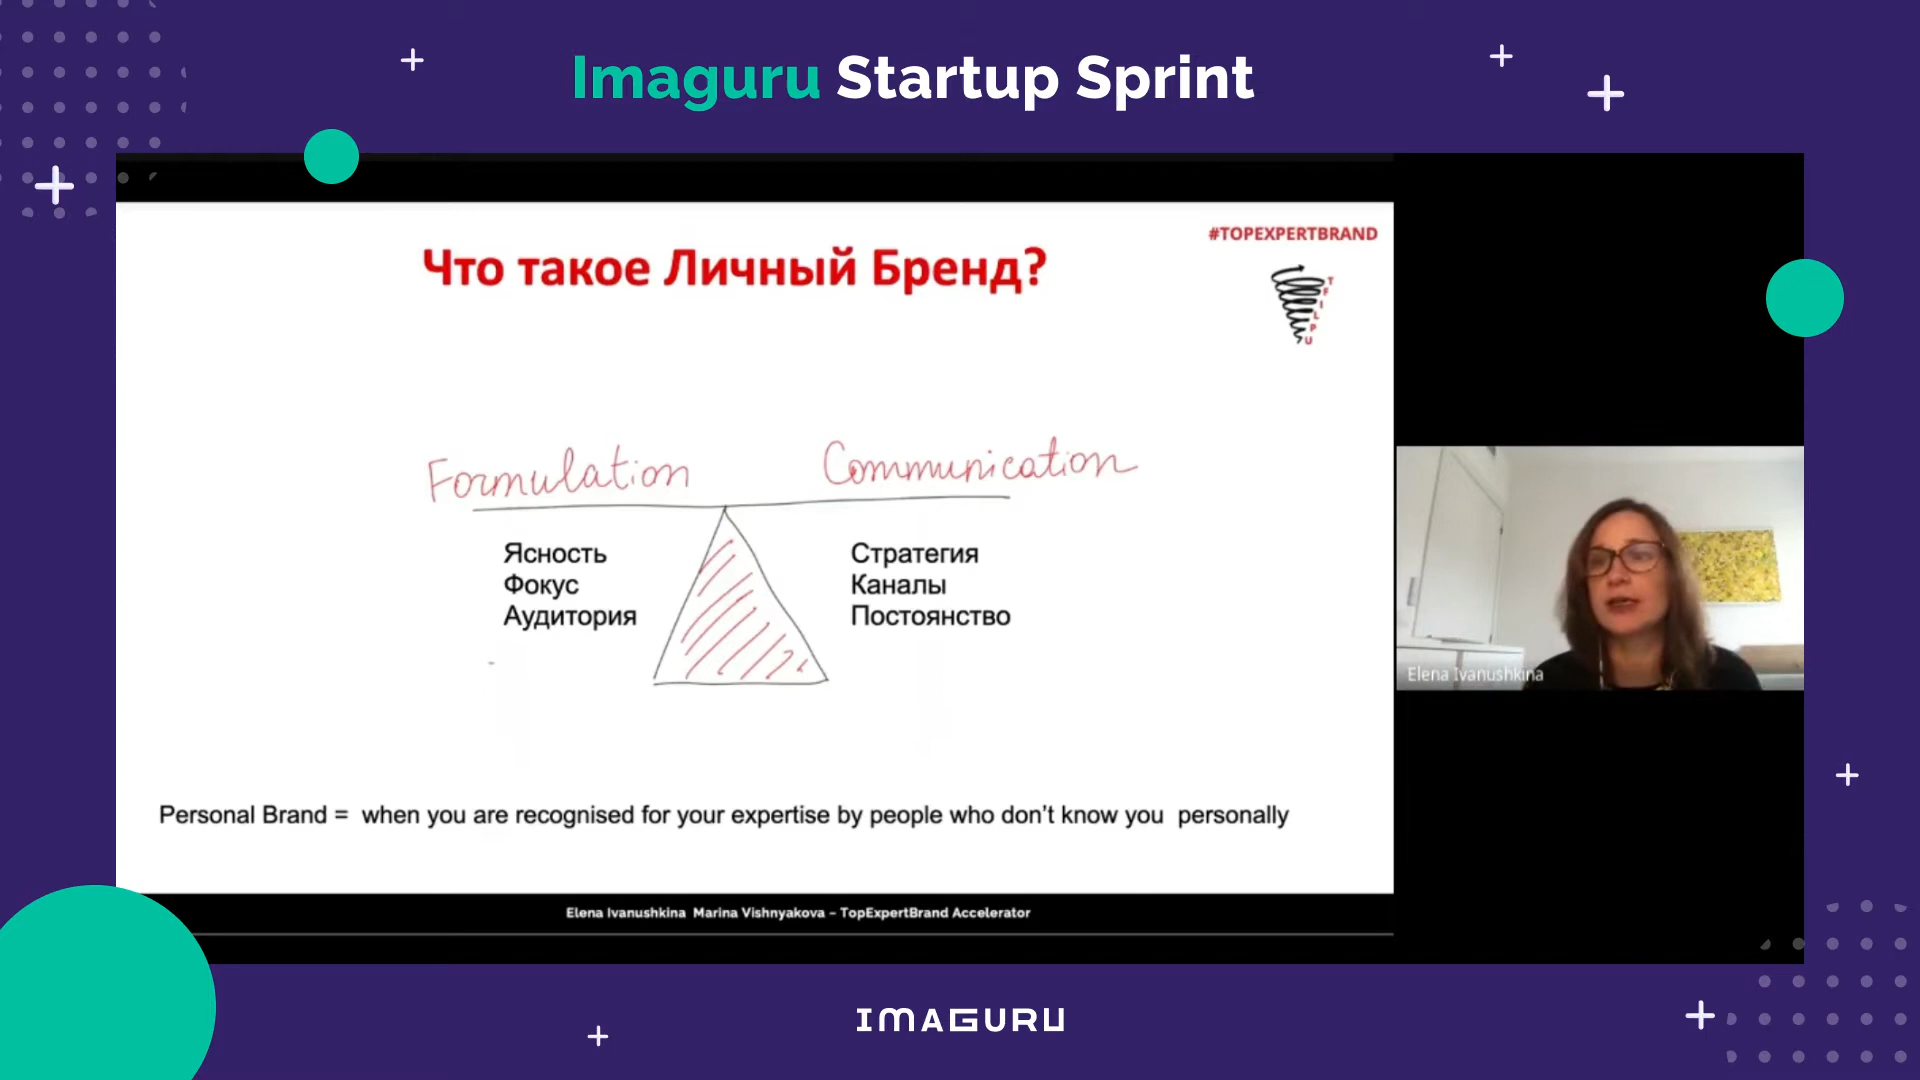 Imaguru Startup Sprint
#TOPEXPERTBRAND
Что такое Личный Бренд?
T
F
I
L
P
U
Formulation
Communication
Ясность
Фокус
Аудитория
Стратегия
Каналы
Постоянство
Elena Ivanushkina
Personal Brand = when you are recognised for your expertise by people who don’t know you personally
Elena Ivanushkina Marina Vishnyakova – TopExpertBrand Accelerator
IMAGURU